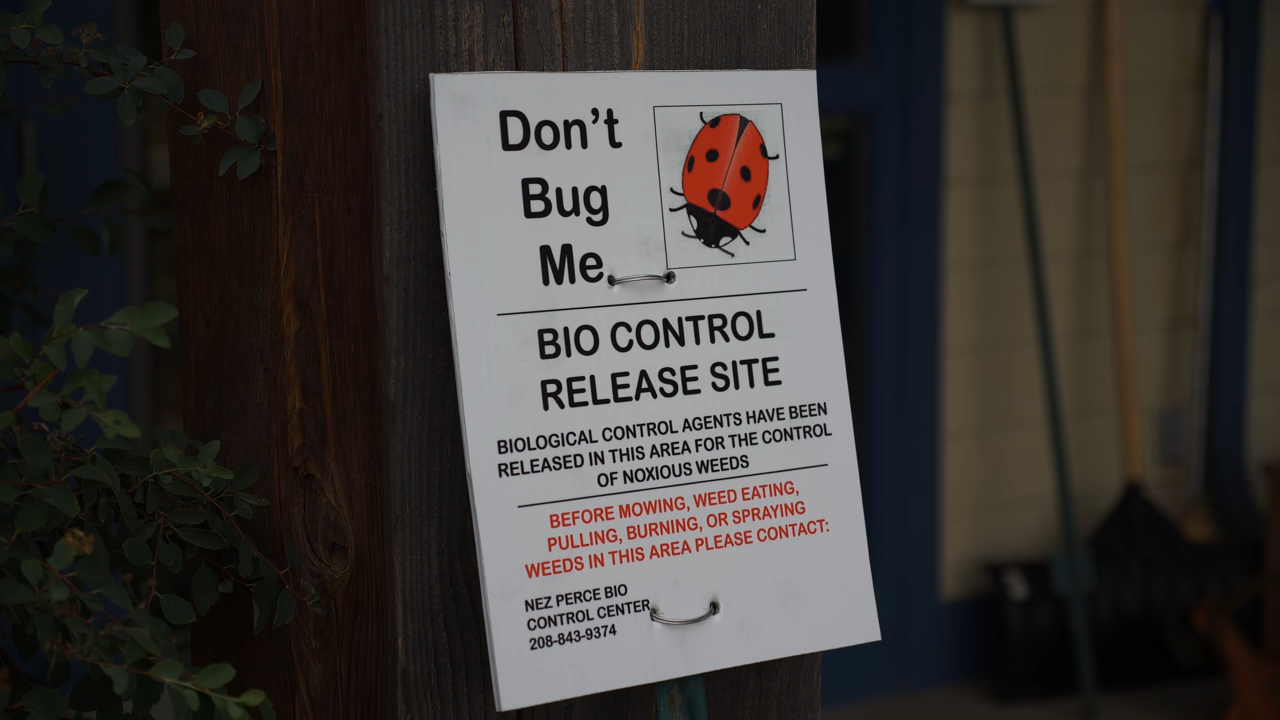 Don't
Bug
Me.
BIO CONTROL
RELEASE SITE
BIOLOGICAL CONTROL AGENTS HAVE BEEN
RELEASED IN THIS AREA FOR THE CONTROL
OF NOXIOUS WEEDS
BEFORE MOWING, WEED EATING,
PULLING, BURNING, OR SPRAYING
WEEDS IN THIS AREA PLEASE CONTACT:
NEZ PERCE BIO
CONTROL CENTER
208-843-9374